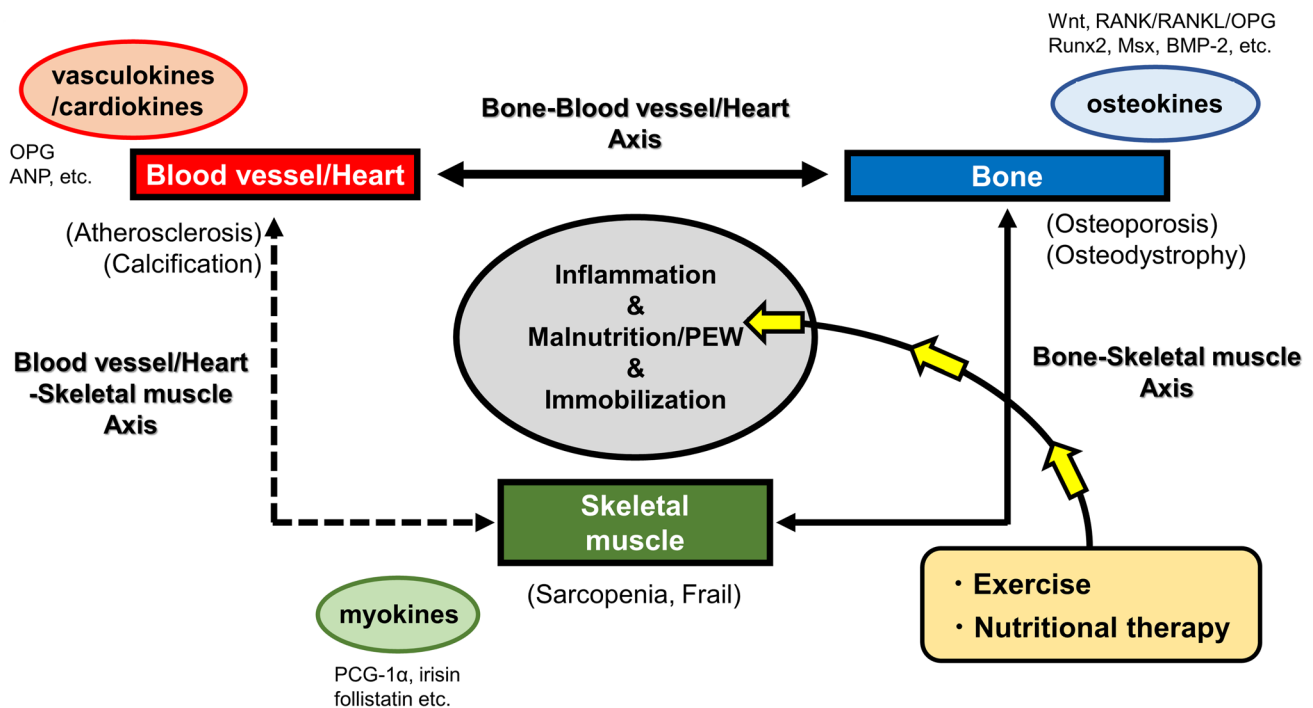 Wnt, RANK/RANKL/OPG
Runx2, Msx, BMP-2, etc.
vasculokines
/cardiokines
osteokines
Bone-Blood vessel/Heart
Axis
OPG
ANP, etc.
Blood vessel/Heart
Bone
(Atherosclerosis)
(Calcification)
(Osteoporosis)
(Osteodystrophy)
Inflammation
&
Malnutrition/PEW
&
Immobilization
Blood vessel/Heart
-Skeletal muscle
Axis
Bone-Skeletal muscle
Axis
Skeletal
muscle
(Sarcopenia, Frail)
myokines
PCG-1α, irisin
follistatin etc.
・Exercise
・Nutritional therapy